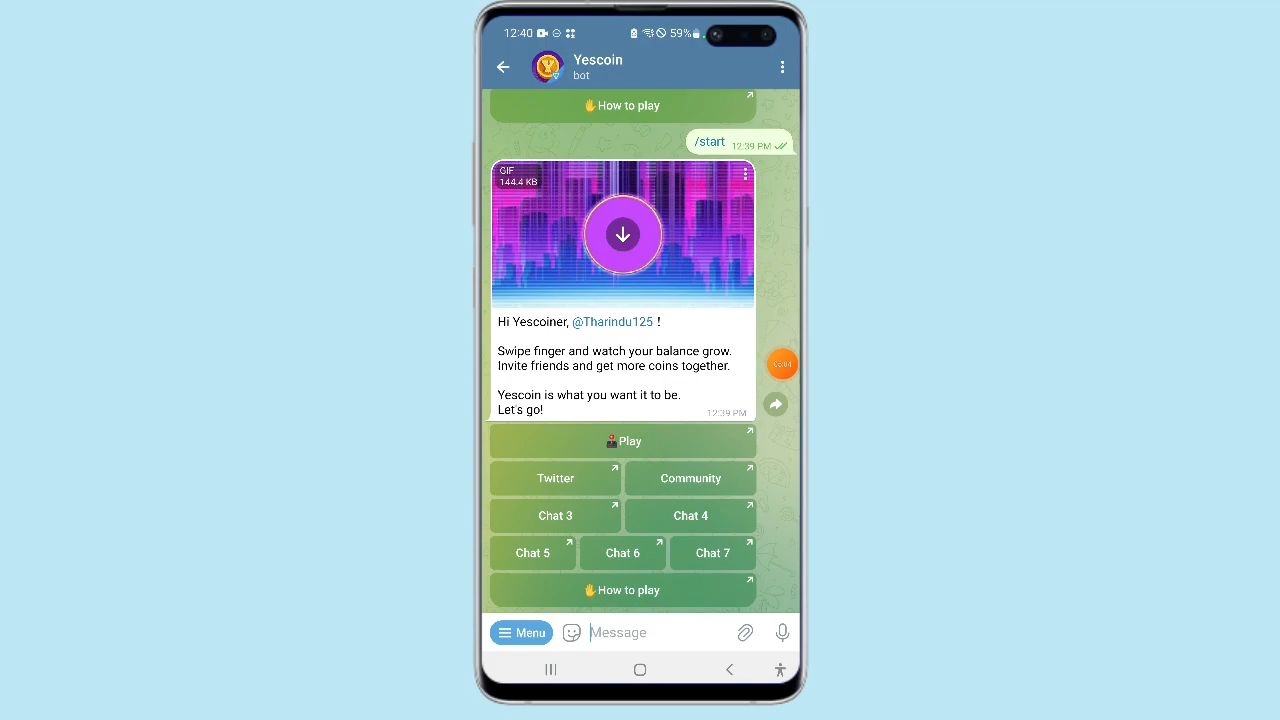 12:40
59%
Yescoin
bot
How to play
/start
12:39 PM
GIF
144.4 KB
Hi Yescoiner, @Tharindu125 !
Swipe finger and watch your balance grow.
Invite friends and get more coins together.
Yescoin is what you want it to be.
Let's go!
12:39 PM
Play
Twitter
Community
Chat 3
Chat 4
Chat 5
Chat 6
Chat 7
How to play
Menu
Message